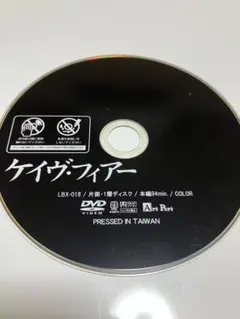 ケイヴ・フィアー
LBX-018 / 片面・1層ディスク / 本編94min. / COLOR
DVD
VIDEO
Art Port
PRESSED IN TAIWAN